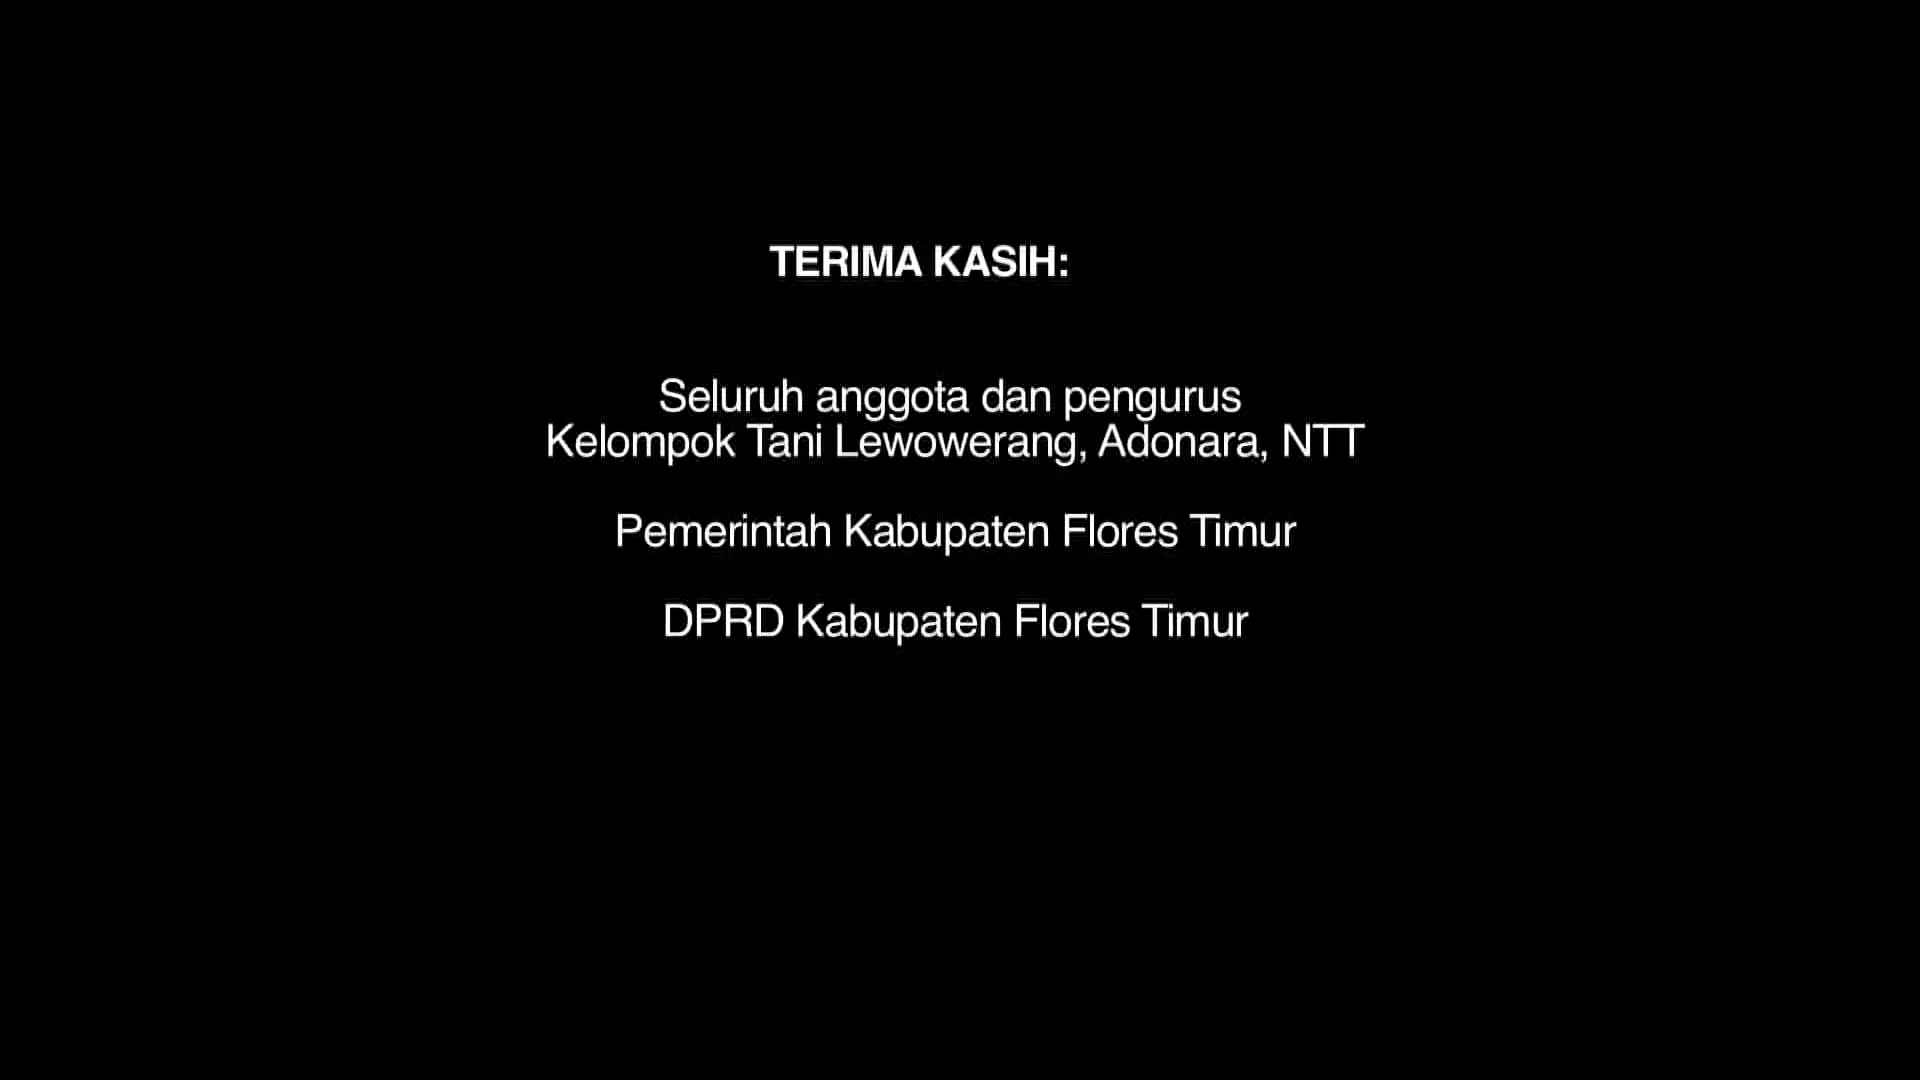 TERIMA KASIH:
Seluruh anggota dan pengurus
Kelompok Tani Lewowerang, Adonara, NTT
Pemerintah Kabupaten Flores Timur
DPRD Kabupaten Flores Timur